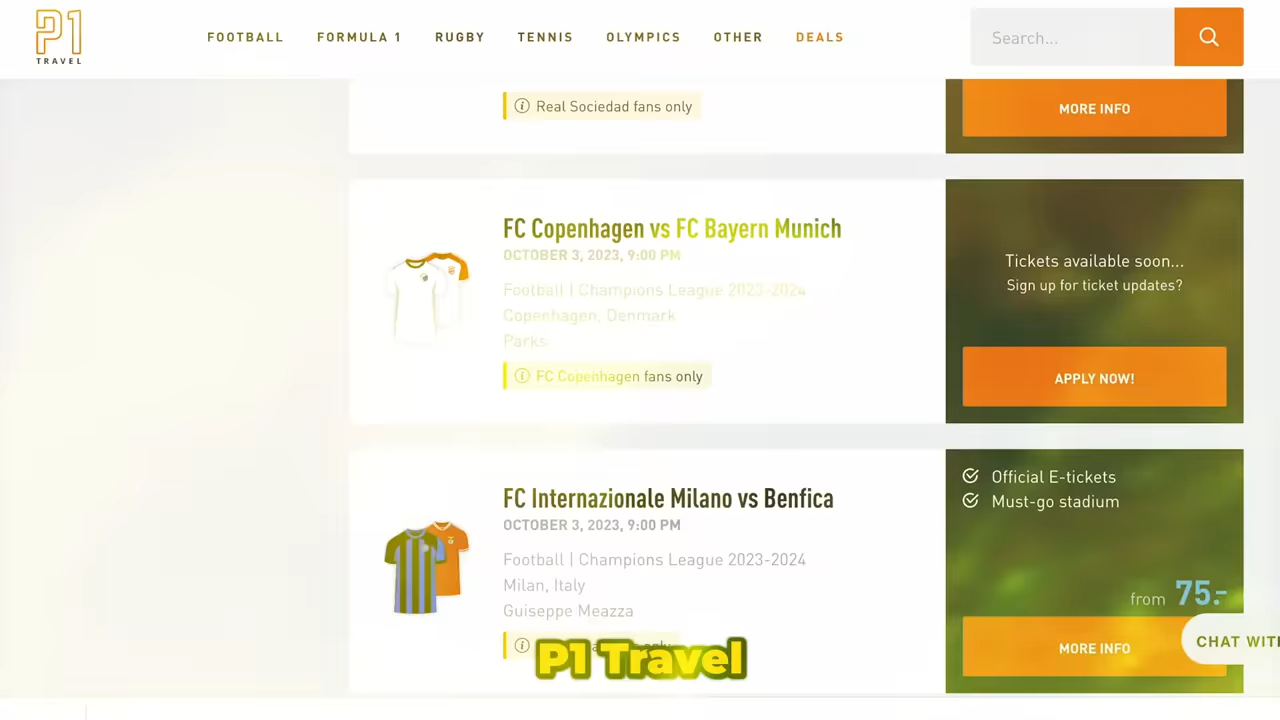 P1
TRAVEL
FOOTBALL FORMULA 1 RUGBY TENNIS OLYMPICS OTHER DEALS
Search...
Real Sociedad fans only
MORE INFO
FC Copenhagen vs FC Bayern Munich
OCTOBER 3, 2023, 9:00 PM
Football | Champions League 2023-2024
Copenhagen, Denmark
Parks
FC Copenhagen fans only
Tickets available soon...
Sign up for ticket updates?
APPLY NOW!
FC Internazionale Milano vs Benfica
OCTOBER 3, 2023, 9:00 PM
Football | Champions League 2023-2024
Milan, Italy
Guiseppe Meazza
Official E-tickets
Must-go stadium
from 75.-
MORE INFO
CHAT WIT
P1 Travel